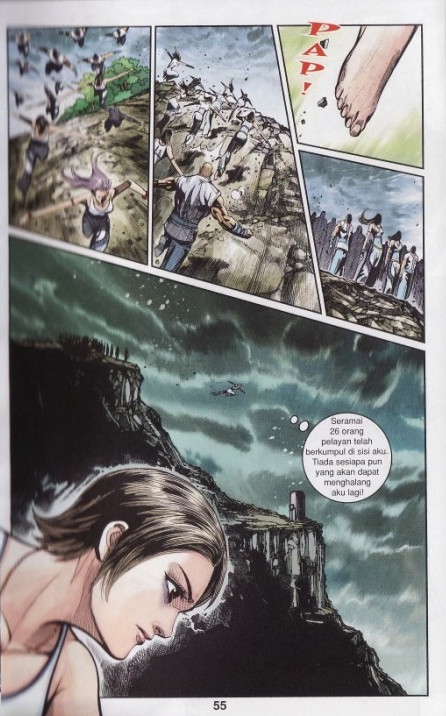 PAP!
Seramai
26 orang
pelayan telah
berkumpul di sisi aku.
Tiada sesiapa pun
yang akan dapat
menghalang
aku lagi!
55